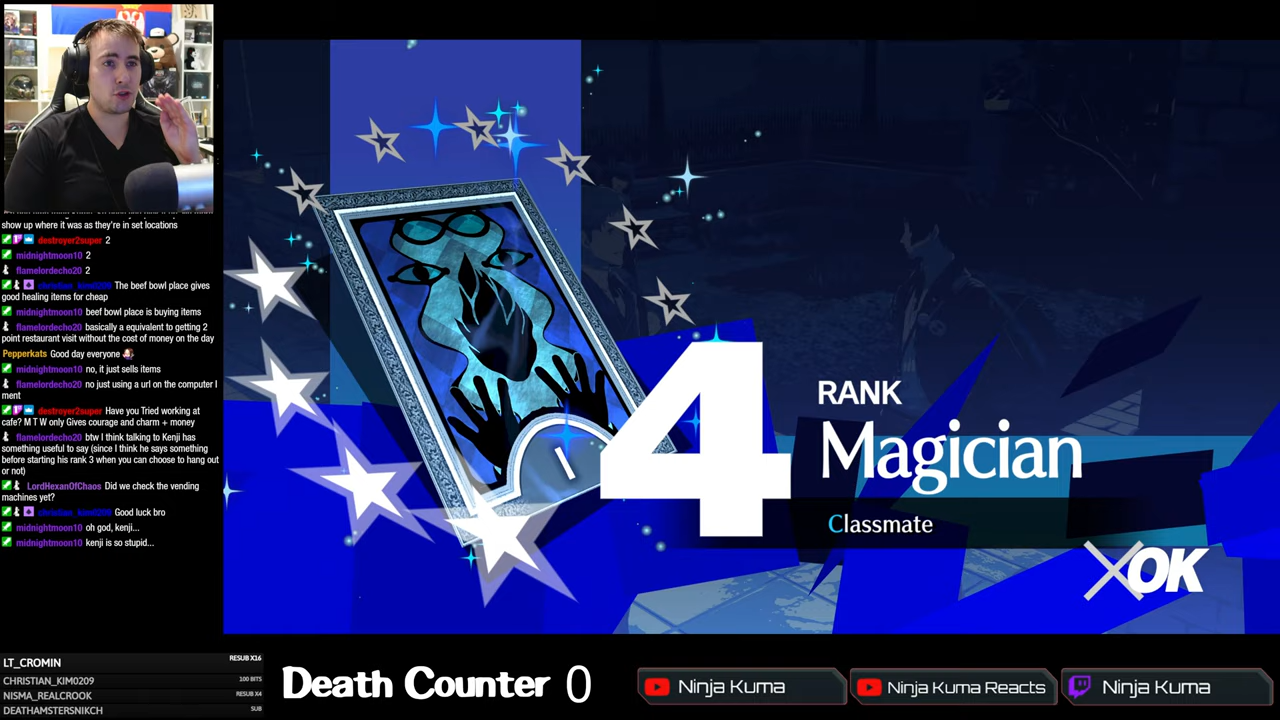 show up where it was as they're in set locations
destroyer2super 2
midnightmoon10 2
flamelordecho20 2
christian_kim0209 The beef bowl place gives
good healing items for cheap
midnightmoon10 beef bowl place is buying items
flamelordecho20 basically a equivalent to getting 2
point restaurant visit without the cost of money on the day
Pepperkats Good day everyone
midnightmoon10 no, it just sells items
flamelordecho20 no just using a url on the computer I
ment
destroyer2super Have you Tried working at
cafe? M T W only Gives courage and charm + money
flamelordecho20 btw I think talking to Kenji has
something useful to say (since I think he says something
before starting his rank 3 when you can choose to hang out
or not)
LordHexanOfChaos Did we check the vending
machines yet?
christian_kim0209 Good luck bro
midnightmoon10 oh god, kenji...
midnightmoon10 kenji is so stupid...
I
4
RANK
Magician
Classmate
OK
LT_CROMIN RESUB X16
CHRISTIAN_KIM0209 100 BITS
NISMA_REALCROOK RESUB X4
DEATHAMSTERSNIKCH SUB
Death Counter 0
Ninja Kuma
Ninja Kuma Reacts
Ninja Kuma